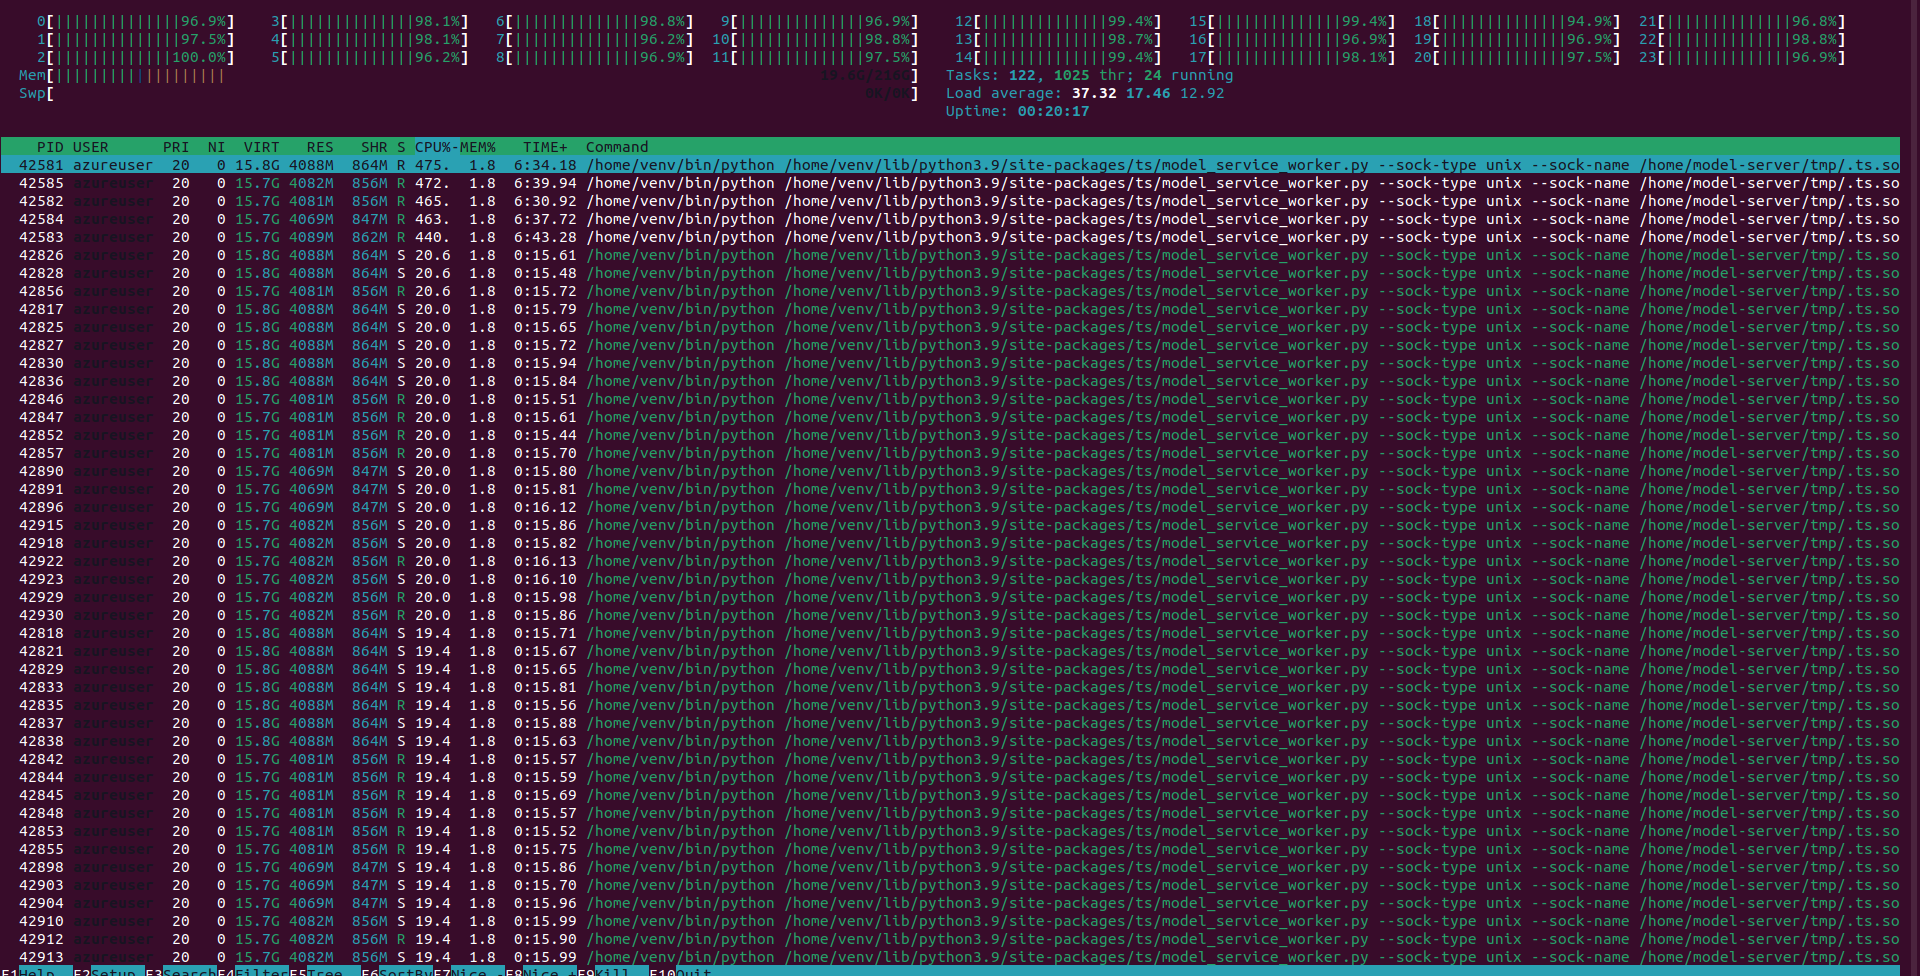 0[||||||||||||||96.9%] 3[||||||||||||||98.1%] 6[||||||||||||||98.8%] 9[||||||||||||||96.9%] 12[||||||||||||||99.4%] 15[||||||||||||||99.4%] 18[||||||||||||||94.9%] 21[||||||||||||||96.8%]
1[||||||||||||||97.5%] 4[||||||||||||||98.1%] 7[||||||||||||||96.2%] 10[||||||||||||||98.8%] 13[||||||||||||||98.7%] 16[||||||||||||||96.9%] 19[||||||||||||||96.9%] 22[||||||||||||||98.8%]
2[|||||||||||||100.0%] 5[||||||||||||||96.2%] 8[||||||||||||||96.9%] 11[||||||||||||||97.5%] 14[||||||||||||||99.4%] 17[||||||||||||||98.1%] 20[||||||||||||||97.5%] 23[||||||||||||||96.9%]
Mem[||||||||||||||||||| 19.6G/216G] Tasks: 122, 1025 thr; 24 running
Swp[ 0K/0K] Load average: 37.32 17.46 12.92
Uptime: 00:20:17
PID USER PRI NI VIRT RES SHR S CPU%-MEM% TIME+ Command
42581 azureuser 20 0 15.8G 4088M 864M R 475. 1.8 6:34.18 /home/venv/bin/python /home/venv/lib/python3.9/site-packages/ts/model_service_worker.py --sock-type unix --sock-name /home/model-server/tmp/.ts.so
42585 azureuser 20 0 15.7G 4082M 856M R 472. 1.8 6:39.94 /home/venv/bin/python /home/venv/lib/python3.9/site-packages/ts/model_service_worker.py --sock-type unix --sock-name /home/model-server/tmp/.ts.so
42582 azureuser 20 0 15.7G 4081M 856M R 465. 1.8 6:30.92 /home/venv/bin/python /home/venv/lib/python3.9/site-packages/ts/model_service_worker.py --sock-type unix --sock-name /home/model-server/tmp/.ts.so
42584 azureuser 20 0 15.7G 4069M 847M R 463. 1.8 6:37.72 /home/venv/bin/python /home/venv/lib/python3.9/site-packages/ts/model_service_worker.py --sock-type unix --sock-name /home/model-server/tmp/.ts.so
42583 azureuser 20 0 15.7G 4089M 862M R 440. 1.8 6:43.28 /home/venv/bin/python /home/venv/lib/python3.9/site-packages/ts/model_service_worker.py --sock-type unix --sock-name /home/model-server/tmp/.ts.so
42826 azureuser 20 0 15.8G 4088M 864M S 20.6 1.8 0:15.61 /home/venv/bin/python /home/venv/lib/python3.9/site-packages/ts/model_service_worker.py --sock-type unix --sock-name /home/model-server/tmp/.ts.so
42828 azureuser 20 0 15.8G 4088M 864M S 20.6 1.8 0:15.48 /home/venv/bin/python /home/venv/lib/python3.9/site-packages/ts/model_service_worker.py --sock-type unix --sock-name /home/model-server/tmp/.ts.so
42856 azureuser 20 0 15.7G 4081M 856M R 20.6 1.8 0:15.72 /home/venv/bin/python /home/venv/lib/python3.9/site-packages/ts/model_service_worker.py --sock-type unix --sock-name /home/model-server/tmp/.ts.so
42817 azureuser 20 0 15.8G 4088M 864M S 20.0 1.8 0:15.79 /home/venv/bin/python /home/venv/lib/python3.9/site-packages/ts/model_service_worker.py --sock-type unix --sock-name /home/model-server/tmp/.ts.so
42825 azureuser 20 0 15.8G 4088M 864M S 20.0 1.8 0:15.65 /home/venv/bin/python /home/venv/lib/python3.9/site-packages/ts/model_service_worker.py --sock-type unix --sock-name /home/model-server/tmp/.ts.so
42827 azureuser 20 0 15.8G 4088M 864M S 20.0 1.8 0:15.72 /home/venv/bin/python /home/venv/lib/python3.9/site-packages/ts/model_service_worker.py --sock-type unix --sock-name /home/model-server/tmp/.ts.so
42830 azureuser 20 0 15.8G 4088M 864M S 20.0 1.8 0:15.94 /home/venv/bin/python /home/venv/lib/python3.9/site-packages/ts/model_service_worker.py --sock-type unix --sock-name /home/model-server/tmp/.ts.so
42836 azureuser 20 0 15.8G 4088M 864M S 20.0 1.8 0:15.84 /home/venv/bin/python /home/venv/lib/python3.9/site-packages/ts/model_service_worker.py --sock-type unix --sock-name /home/model-server/tmp/.ts.so
42846 azureuser 20 0 15.7G 4081M 856M S 20.0 1.8 0:15.51 /home/venv/bin/python /home/venv/lib/python3.9/site-packages/ts/model_service_worker.py --sock-type unix --sock-name /home/model-server/tmp/.ts.so
42847 azureuser 20 0 15.7G 4081M 856M S 20.0 1.8 0:15.61 /home/venv/bin/python /home/venv/lib/python3.9/site-packages/ts/model_service_worker.py --sock-type unix --sock-name /home/model-server/tmp/.ts.so
42852 azureuser 20 0 15.7G 4081M 856M R 20.0 1.8 0:15.44 /home/venv/bin/python /home/venv/lib/python3.9/site-packages/ts/model_service_worker.py --sock-type unix --sock-name /home/model-server/tmp/.ts.so
42857 azureuser 20 0 15.7G 4081M 856M R 20.0 1.8 0:15.70 /home/venv/bin/python /home/venv/lib/python3.9/site-packages/ts/model_service_worker.py --sock-type unix --sock-name /home/model-server/tmp/.ts.so
42890 azureuser 20 0 15.7G 4069M 847M S 20.0 1.8 0:15.80 /home/venv/bin/python /home/venv/lib/python3.9/site-packages/ts/model_service_worker.py --sock-type unix --sock-name /home/model-server/tmp/.ts.so
42891 azureuser 20 0 15.7G 4069M 847M S 20.0 1.8 0:15.81 /home/venv/bin/python /home/venv/lib/python3.9/site-packages/ts/model_service_worker.py --sock-type unix --sock-name /home/model-server/tmp/.ts.so
42896 azureuser 20 0 15.7G 4069M 847M S 20.0 1.8 0:16.12 /home/venv/bin/python /home/venv/lib/python3.9/site-packages/ts/model_service_worker.py --sock-type unix --sock-name /home/model-server/tmp/.ts.so
42915 azureuser 20 0 15.7G 4082M 856M S 20.0 1.8 0:15.86 /home/venv/bin/python /home/venv/lib/python3.9/site-packages/ts/model_service_worker.py --sock-type unix --sock-name /home/model-server/tmp/.ts.so
42918 azureuser 20 0 15.7G 4082M 856M S 20.0 1.8 0:15.82 /home/venv/bin/python /home/venv/lib/python3.9/site-packages/ts/model_service_worker.py --sock-type unix --sock-name /home/model-server/tmp/.ts.so
42922 azureuser 20 0 15.7G 4082M 856M R 20.0 1.8 0:16.13 /home/venv/bin/python /home/venv/lib/python3.9/site-packages/ts/model_service_worker.py --sock-type unix --sock-name /home/model-server/tmp/.ts.so
42923 azureuser 20 0 15.7G 4082M 856M S 20.0 1.8 0:16.10 /home/venv/bin/python /home/venv/lib/python3.9/site-packages/ts/model_service_worker.py --sock-type unix --sock-name /home/model-server/tmp/.ts.so
42929 azureuser 20 0 15.7G 4082M 856M R 20.0 1.8 0:15.98 /home/venv/bin/python /home/venv/lib/python3.9/site-packages/ts/model_service_worker.py --sock-type unix --sock-name /home/model-server/tmp/.ts.so
42930 azureuser 20 0 15.7G 4082M 856M R 20.0 1.8 0:15.86 /home/venv/bin/python /home/venv/lib/python3.9/site-packages/ts/model_service_worker.py --sock-type unix --sock-name /home/model-server/tmp/.ts.so
42818 azureuser 20 0 15.8G 4088M 864M S 19.4 1.8 0:15.71 /home/venv/bin/python /home/venv/lib/python3.9/site-packages/ts/model_service_worker.py --sock-type unix --sock-name /home/model-server/tmp/.ts.so
42821 azureuser 20 0 15.8G 4088M 864M S 19.4 1.8 0:15.67 /home/venv/bin/python /home/venv/lib/python3.9/site-packages/ts/model_service_worker.py --sock-type unix --sock-name /home/model-server/tmp/.ts.so
42829 azureuser 20 0 15.8G 4088M 864M S 19.4 1.8 0:15.65 /home/venv/bin/python /home/venv/lib/python3.9/site-packages/ts/model_service_worker.py --sock-type unix --sock-name /home/model-server/tmp/.ts.so
42833 azureuser 20 0 15.8G 4088M 864M S 19.4 1.8 0:15.81 /home/venv/bin/python /home/venv/lib/python3.9/site-packages/ts/model_service_worker.py --sock-type unix --sock-name /home/model-server/tmp/.ts.so
42835 azureuser 20 0 15.8G 4088M 864M R 19.4 1.8 0:15.56 /home/venv/bin/python /home/venv/lib/python3.9/site-packages/ts/model_service_worker.py --sock-type unix --sock-name /home/model-server/tmp/.ts.so
42837 azureuser 20 0 15.8G 4088M 864M S 19.4 1.8 0:15.88 /home/venv/bin/python /home/venv/lib/python3.9/site-packages/ts/model_service_worker.py --sock-type unix --sock-name /home/model-server/tmp/.ts.so
42838 azureuser 20 0 15.8G 4088M 864M S 19.4 1.8 0:15.63 /home/venv/bin/python /home/venv/lib/python3.9/site-packages/ts/model_service_worker.py --sock-type unix --sock-name /home/model-server/tmp/.ts.so
42842 azureuser 20 0 15.7G 4081M 856M R 19.4 1.8 0:15.57 /home/venv/bin/python /home/venv/lib/python3.9/site-packages/ts/model_service_worker.py --sock-type unix --sock-name /home/model-server/tmp/.ts.so
42844 azureuser 20 0 15.7G 4081M 856M R 19.4 1.8 0:15.59 /home/venv/bin/python /home/venv/lib/python3.9/site-packages/ts/model_service_worker.py --sock-type unix --sock-name /home/model-server/tmp/.ts.so
42845 azureuser 20 0 15.7G 4081M 856M R 19.4 1.8 0:15.69 /home/venv/bin/python /home/venv/lib/python3.9/site-packages/ts/model_service_worker.py --sock-type unix --sock-name /home/model-server/tmp/.ts.so
42848 azureuser 20 0 15.7G 4081M 856M R 19.4 1.8 0:15.57 /home/venv/bin/python /home/venv/lib/python3.9/site-packages/ts/model_service_worker.py --sock-type unix --sock-name /home/model-server/tmp/.ts.so
42853 azureuser 20 0 15.7G 4081M 856M R 19.4 1.8 0:15.52 /home/venv/bin/python /home/venv/lib/python3.9/site-packages/ts/model_service_worker.py --sock-type unix --sock-name /home/model-server/tmp/.ts.so
42855 azureuser 20 0 15.7G 4081M 856M R 19.4 1.8 0:15.75 /home/venv/bin/python /home/venv/lib/python3.9/site-packages/ts/model_service_worker.py --sock-type unix --sock-name /home/model-server/tmp/.ts.so
42898 azureuser 20 0 15.7G 4069M 847M S 19.4 1.8 0:15.86 /home/venv/bin/python /home/venv/lib/python3.9/site-packages/ts/model_service_worker.py --sock-type unix --sock-name /home/model-server/tmp/.ts.so
42903 azureuser 20 0 15.7G 4069M 847M S 19.4 1.8 0:15.70 /home/venv/bin/python /home/venv/lib/python3.9/site-packages/ts/model_service_worker.py --sock-type unix --sock-name /home/model-server/tmp/.ts.so
42904 azureuser 20 0 15.7G 4069M 847M S 19.4 1.8 0:15.96 /home/venv/bin/python /home/venv/lib/python3.9/site-packages/ts/model_service_worker.py --sock-type unix --sock-name /home/model-server/tmp/.ts.so
42910 azureuser 20 0 15.7G 4082M 856M S 19.4 1.8 0:15.99 /home/venv/bin/python /home/venv/lib/python3.9/site-packages/ts/model_service_worker.py --sock-type unix --sock-name /home/model-server/tmp/.ts.so
42912 azureuser 20 0 15.7G 4082M 856M R 19.4 1.8 0:15.90 /home/venv/bin/python /home/venv/lib/python3.9/site-packages/ts/model_service_worker.py --sock-type unix --sock-name /home/model-server/tmp/.ts.so
42913 azureuser 20 0 15.7G 4082M 856M S 19.4 1.8 0:15.99 /home/venv/bin/python /home/venv/lib/python3.9/site-packages/ts/model_service_worker.py --sock-type unix --sock-name /home/model-server/tmp/.ts.so
F1Help F2Setup F3SearchF4FilterF5Tree F6SortByF7Nice -F8Nice +F9Kill F10Quit